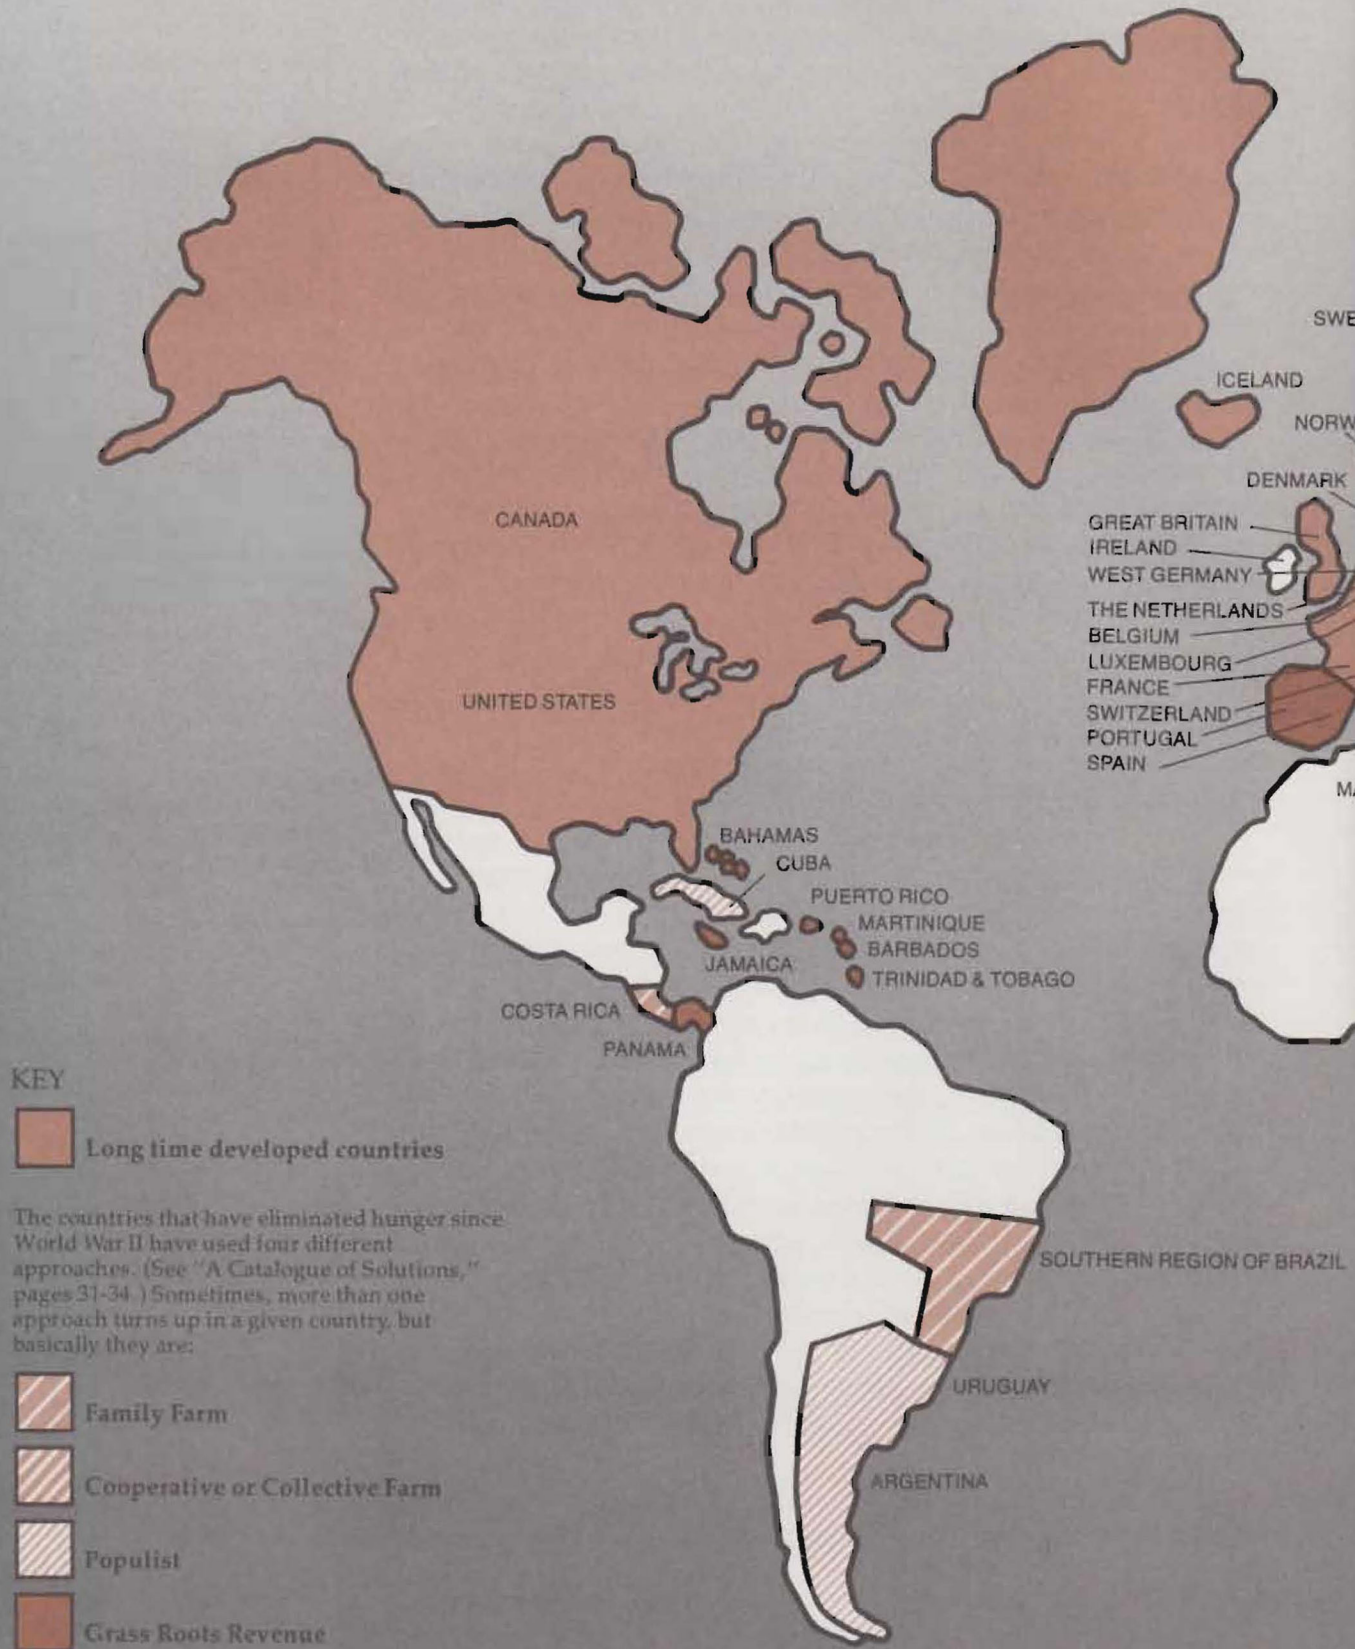 SWE
ICELAND
NORW
DENMARK
GREAT BRITAIN
IRELAND
WEST GERMANY
THE NETHERLANDS
BELGIUM
LUXEMBOURG
FRANCE
SWITZERLAND
PORTUGAL
SPAIN
MA
CANADA
UNITED STATES
BAHAMAS
CUBA
PUERTO RICO
MARTINIQUE
BARBADOS
JAMAICA
TRINIDAD & TOBAGO
COSTA RICA
PANAMA
SOUTHERN REGION OF BRAZIL
URUGUAY
ARGENTINA
KEY
Long time developed countries
The countries that have eliminated hunger since
World War II have used four different
approaches. (See "A Catalogue of Solutions,"
pages 31-34.) Sometimes, more than one
approach turns up in a given country, but
basically they are:
Family Farm
Cooperative or Collective Farm
Populist
Grass Roots Revenue